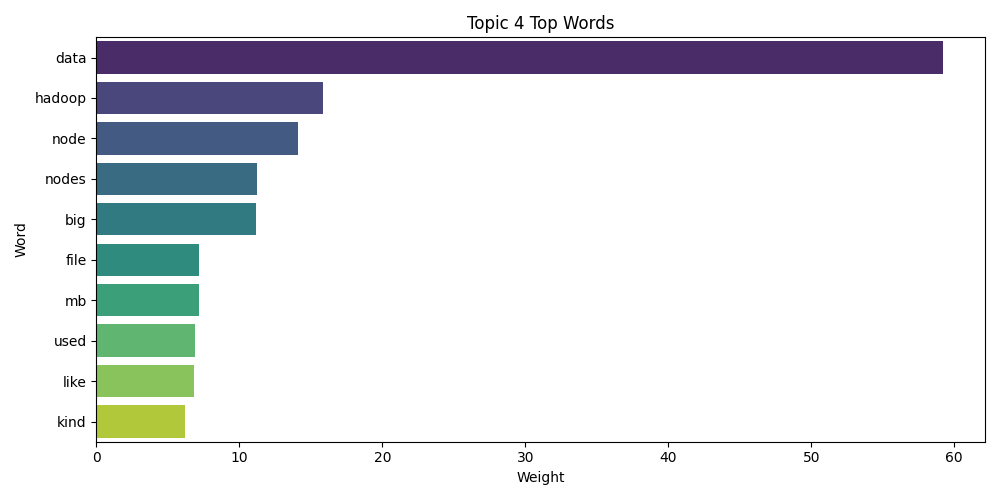 Topic 4 Top Words
Word
data
hadoop
node
nodes
big
file
mb
used
like
kind
0 10 20 30 40 50 60
Weight